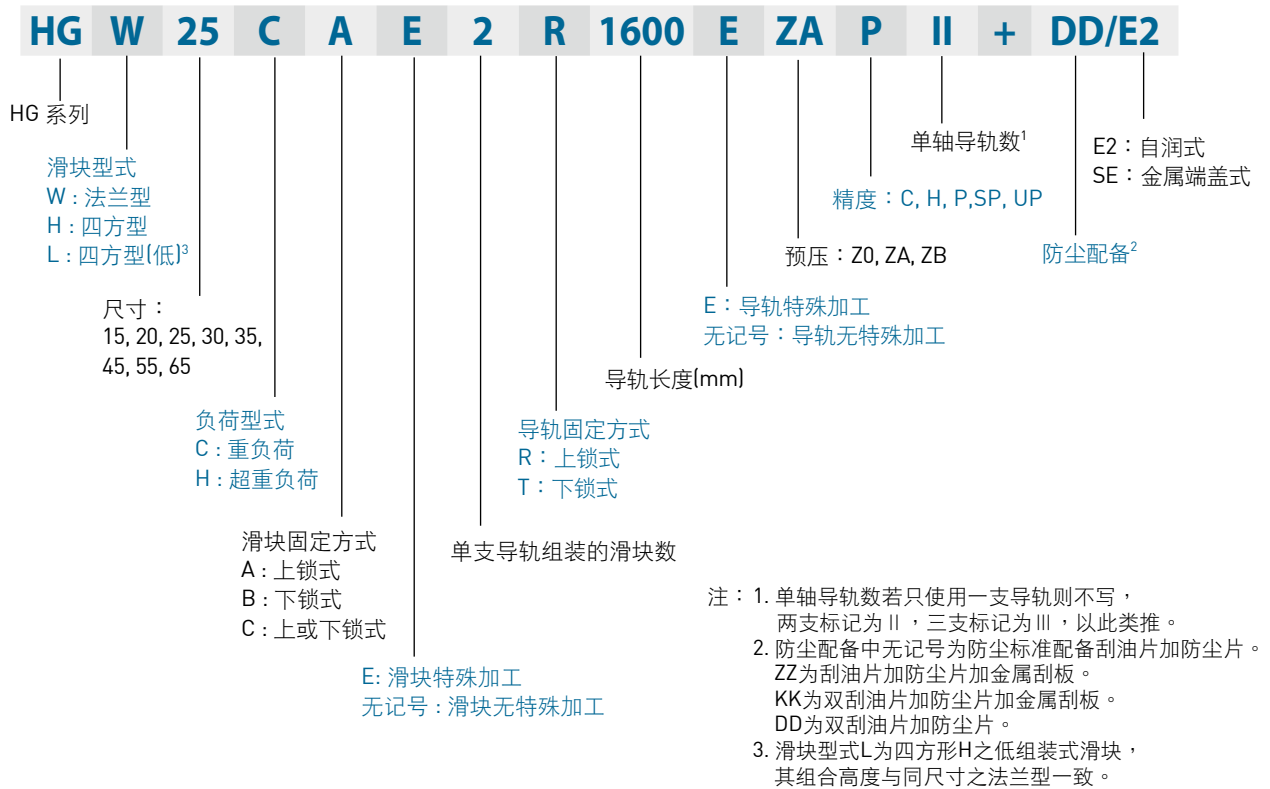 HG W 25 C A E 2 R 1600 E ZA P II + DD/E2
HG 系列
滑块型式
W : 法兰型
H : 四方型
L : 四方型(低)³
尺寸：
15, 20, 25, 30, 35,
45, 55, 65
负荷型式
C : 重负荷
H : 超重负荷
滑块固定方式
A : 上锁式
B : 下锁式
C : 上或下锁式
E: 滑块特殊加工
无记号 : 滑块无特殊加工
单支导轨组装的滑块数
导轨固定方式
R：上锁式
T：下锁式
导轨长度(mm)
E：导轨特殊加工
无记号：导轨无特殊加工
预压：Z0, ZA, ZB
精度：C, H, P,SP, UP
单轴导轨数¹
防尘配备²
E2：自润式
SE：金属端盖式
注：1. 单轴导轨数若只使用一支导轨则不写，
两支标记为Ⅱ，三支标记为Ⅲ，以此类推。
2. 防尘配备中无记号为防尘标准配备刮油片加防尘片。
ZZ为刮油片加防尘片加金属刮板。
KK为双刮油片加防尘片加金属刮板。
DD为双刮油片加防尘片。
3. 滑块型式L为四方形H之低组装式滑块，
其组合高度与同尺寸之法兰型一致。